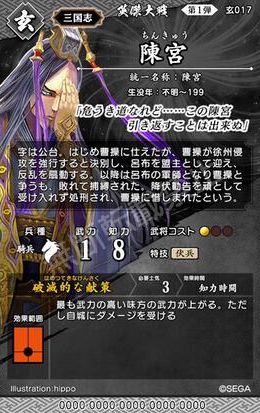 玄
三国志
英傑大戦
第1弾
玄017
ちんきゅう
陳宮
統一名称：陳宮
生没年：不明～199
「危うき道なれど……この陳宮
引き返すことは出来ぬ」
字は公台。はじめ曹操に仕えたが、曹操が徐州侵
攻を強行すると決別し、呂布を盟主として迎え、
反乱を扇動する。以降は呂布の軍師となり曹操と
争うも、敗れて捕縛された。降伏勧告を頑として
受け入れず処刑され、曹操に惜しまれたという。
兵種
騎兵
武力
1
知力
8
武将コスト
特技
伏兵
はめつてきなけんさく
破滅的な献策
必要士気
3
効果時間
知力時間
効果範囲
最も武力の高い味方の武力が上がる。ただ
し自城にダメージを受ける
Illustration:hippo
©SEGA
0000-0000-0000-0000-0000